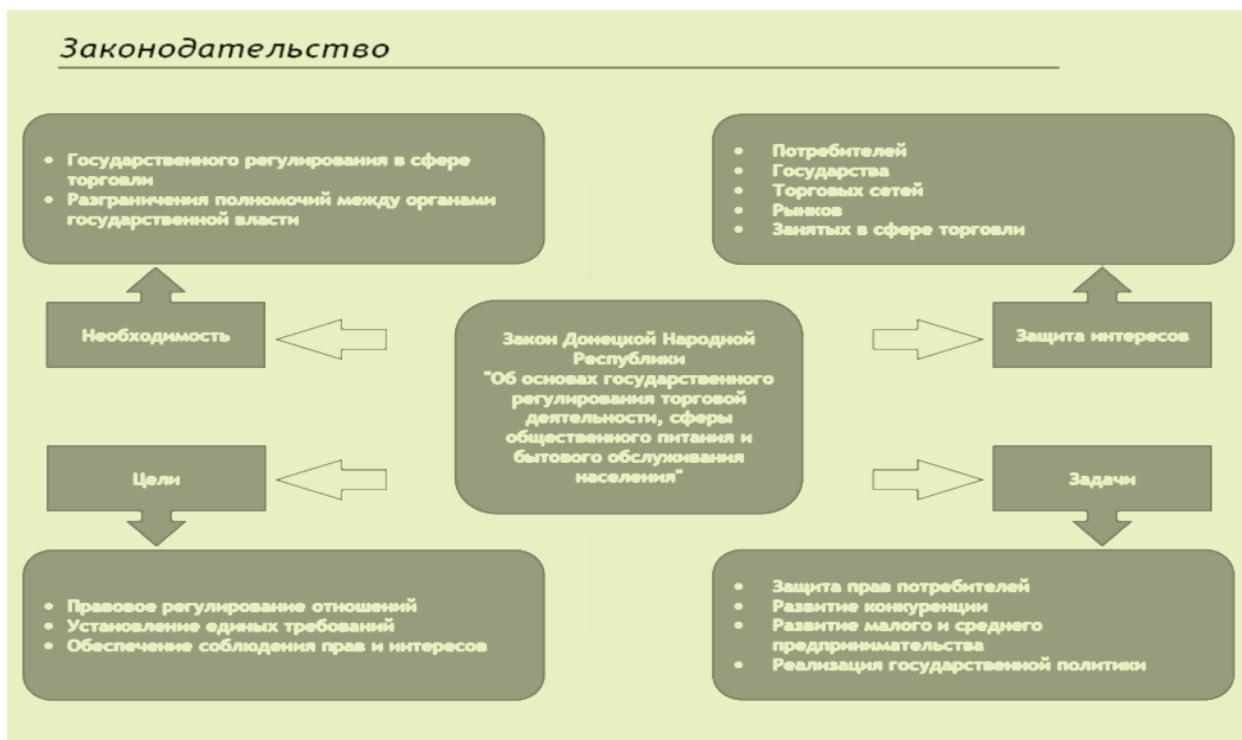 Законодательство
• Государственного регулирования в сфере
торговли
• Разграничения полномочий между органами
государственной власти
• Потребителей
• Государства
• Торговых сетей
• Рынков
• Занятых в сфере торговли
Необходимость
Закон Донецкой Народной
Республики
"Об основах государственного
регулирования торговой
деятельности, сферы
общественного питания и
бытового обслуживания
населения"
Защита интересов
Цели
Задачи
• Правовое регулирование отношений
• Установление единых требований
• Обеспечение соблюдения прав и интересов
• Защита прав потребителей
• Развитие конкуренции
• Развитие малого и среднего
предпринимательства
• Реализация государственной политики